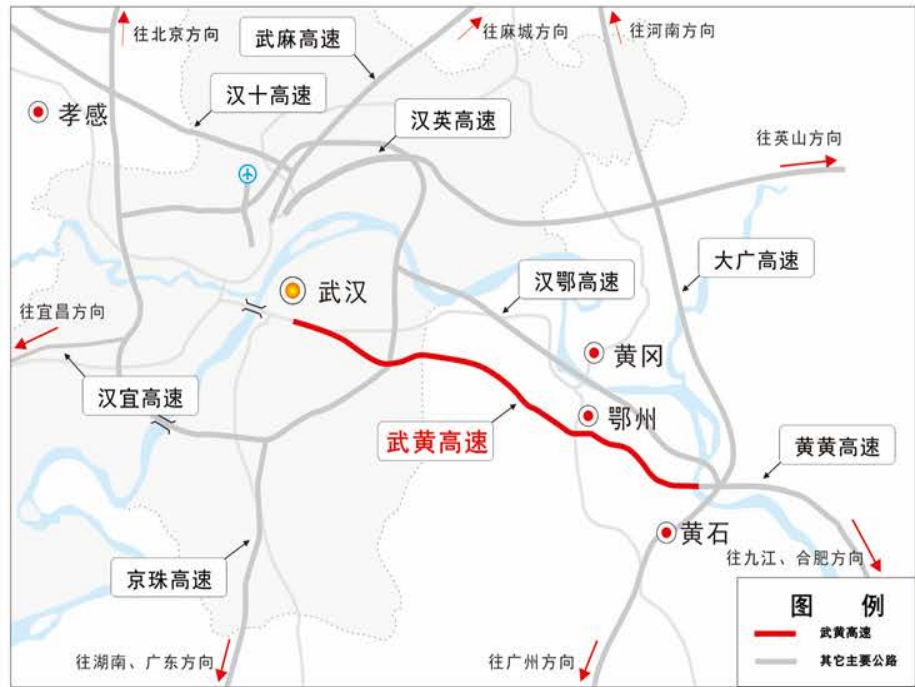 往北京方向
武麻高速
往麻城方向
往河南方向
汉十高速
孝感
汉英高速
往英山方向
大广高速
武汉
汉鄂高速
往宜昌方向
黄冈
汉宜高速
鄂州
武黄高速
黄黄高速
黄石
往九江、合肥方向
京珠高速
往湖南、广东方向
往广州方向
图 例
武黄高速
其它主要公路